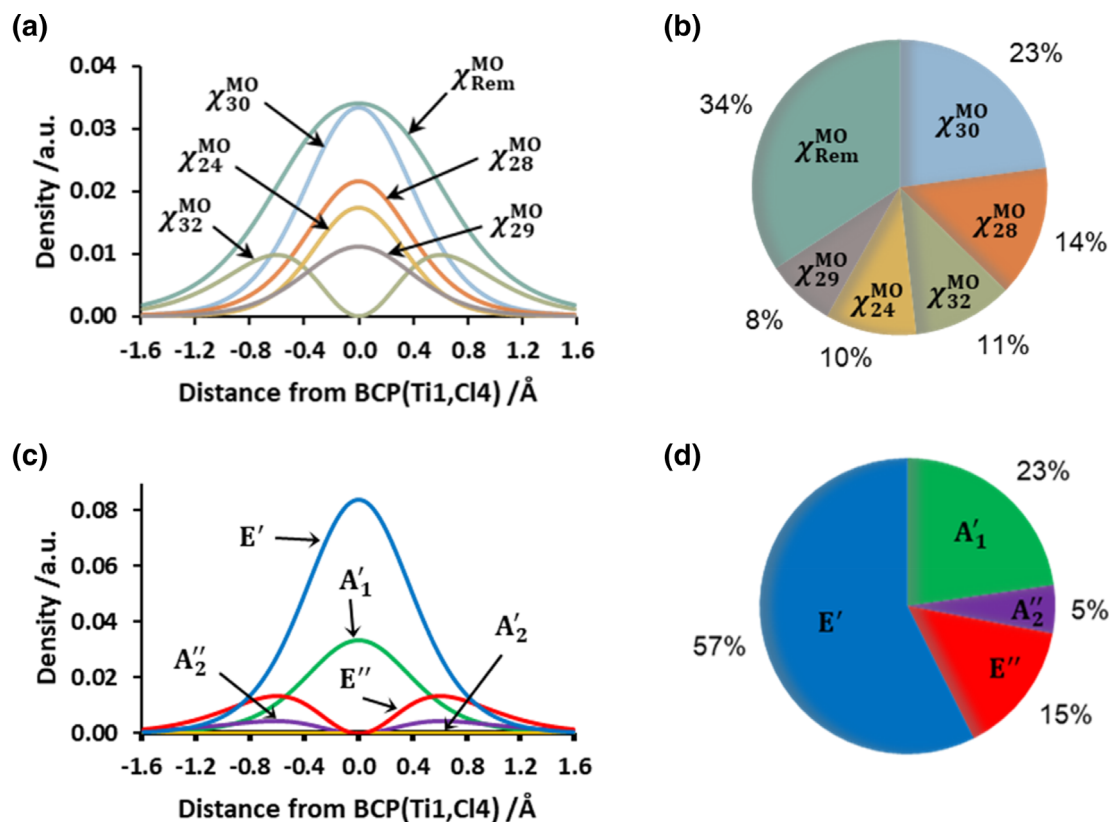 (a)
0.04
0.03
0.02
0.01
0.00
Density /a.u.
χ₃₀ᴹᴼ
χ₂₄ᴹᴼ
χ₃₂ᴹᴼ
χRemᴹᴼ
χ₂₈ᴹᴼ
χ₂₉ᴹᴼ
-1.6 -1.2 -0.8 -0.4 0.0 0.4 0.8 1.2 1.6
Distance from BCP(Ti1,Cl4) /Å
(b)
23%
34%
χ₃₀ᴹᴼ
χRemᴹᴼ
χ₂₈ᴹᴼ
14%
χ₂₉ᴹᴼ
χ₂₄ᴹᴼ
χ₃₂ᴹᴼ
8%
10%
11%
(c)
0.08
0.06
0.04
0.02
0.00
Density /a.u.
E′
A′₁
A″₂
E″
A′₂
-1.6 -1.2 -0.8 -0.4 0.0 0.4 0.8 1.2 1.6
Distance from BCP(Ti1,Cl4) /Å
(d)
23%
A′₁
A″₂
5%
E′
57%
E″
15%